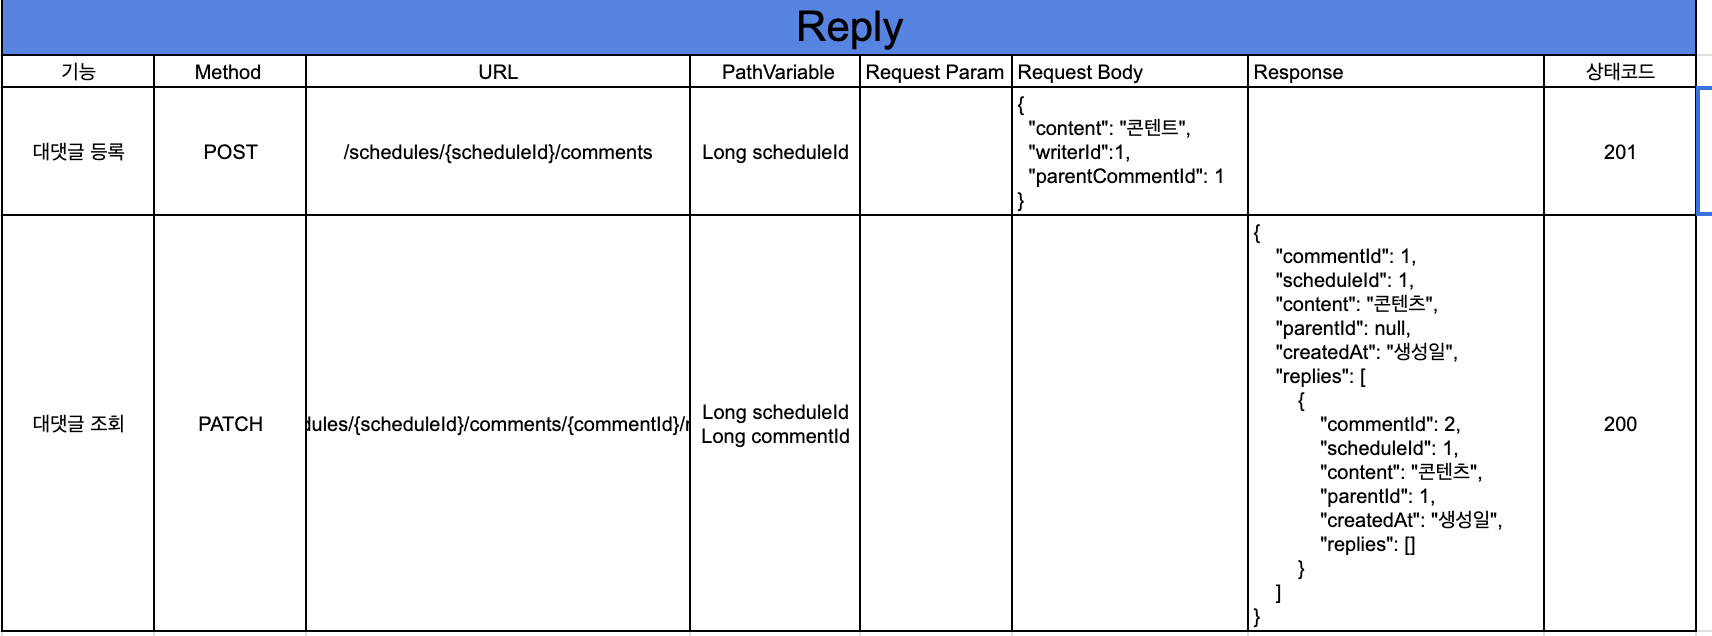 Reply
기능 Method URL PathVariable Request Param Request Body Response 상태코드
대댓글 등록 POST /schedules/{scheduleId}/comments Long scheduleId
{
"content": "콘텐트",
"writerId":1,
"parentCommentId": 1
}
201
대댓글 조회 PATCH dules/{scheduleId}/comments/{commentId}/r
Long scheduleId
Long commentId
{
"commentId": 1,
"scheduleId": 1,
"content": "콘텐츠",
"parentId": null,
"createdAt": "생성일",
"replies": [
{
"commentId": 2,
"scheduleId": 1,
"content": "콘텐츠",
"parentId": 1,
"createdAt": "생성일",
"replies": []
}
]
}
200